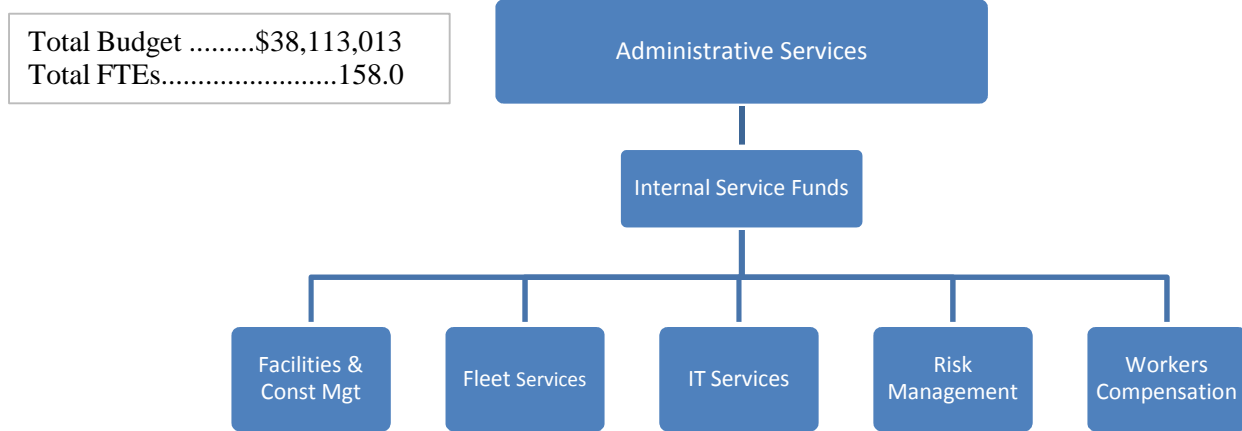 Total Budget .........$38,113,013
Total FTEs........................158.0
Administrative Services
Internal Service Funds
Facilities &
Const Mgt
Fleet Services
IT Services
Risk
Management
Workers
Compensation